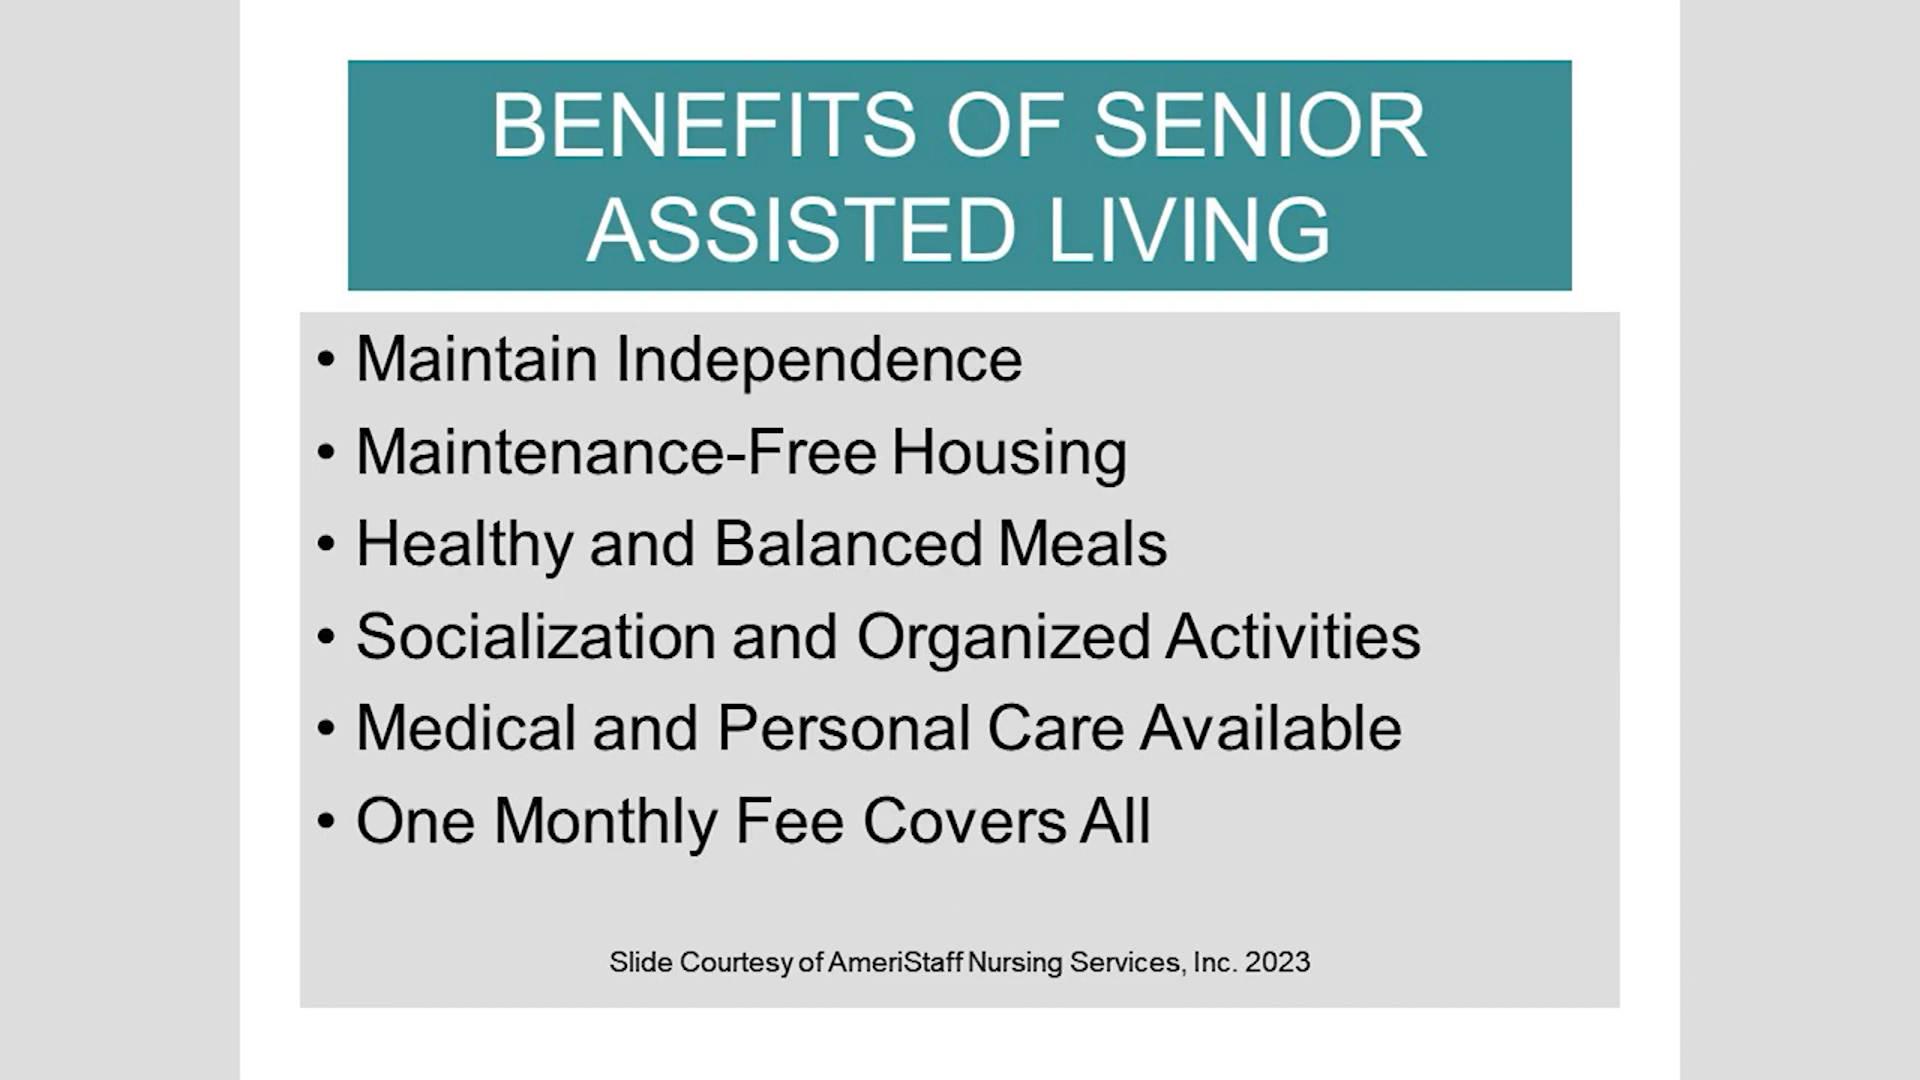 BENEFITS OF SENIOR
ASSISTED LIVING
• Maintain Independence
• Maintenance-Free Housing
• Healthy and Balanced Meals
• Socialization and Organized Activities
• Medical and Personal Care Available
• One Monthly Fee Covers All
Slide Courtesy of AmeriStaff Nursing Services, Inc. 2023